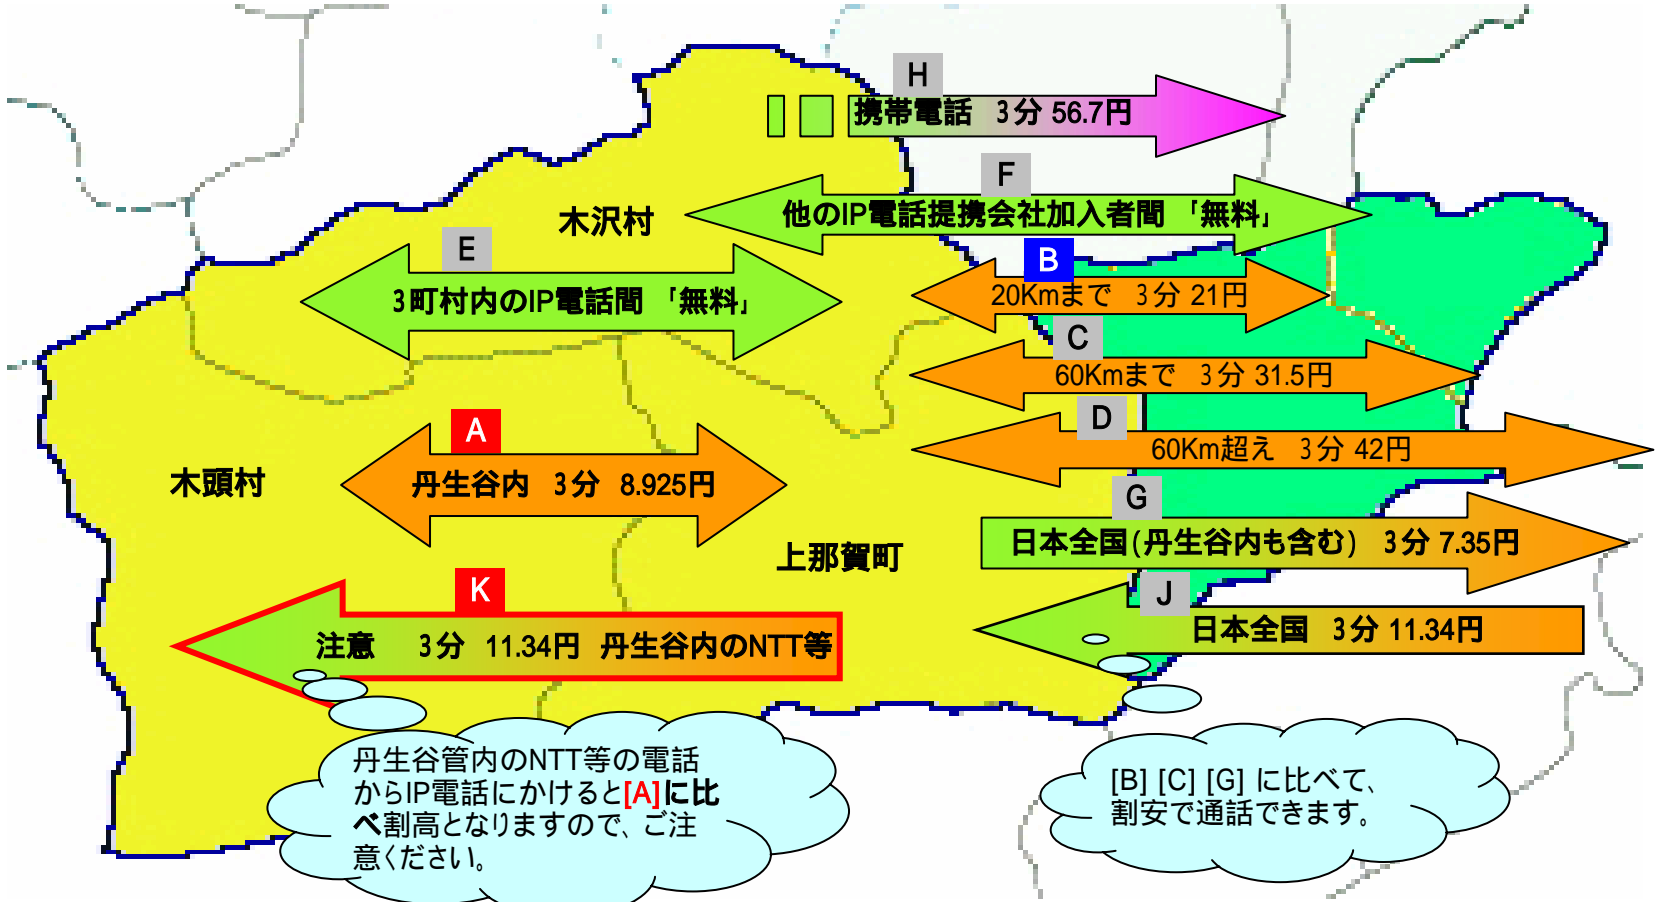 H
携帯電話 3分 56.7円
F
他のIP電話提携会社加入者間 「無料」
木沢村
E
3町村内のIP電話間 「無料」
B
20Kmまで 3分 21円
C
60Kmまで 3分 31.5円
A
丹生谷内 3分 8.925円
D
60Km超え 3分 42円
木頭村
G
日本全国(丹生谷内も含む) 3分 7.35円
上那賀町
K
注意 3分 11.34円 丹生谷内のNTT等
J
日本全国 3分 11.34円
丹生谷管内のNTT等の電話
からIP電話にかけると[A]に比
べ割高となりますので、ご注
意ください。
[B] [C] [G] に比べて、
割安で通話できます。